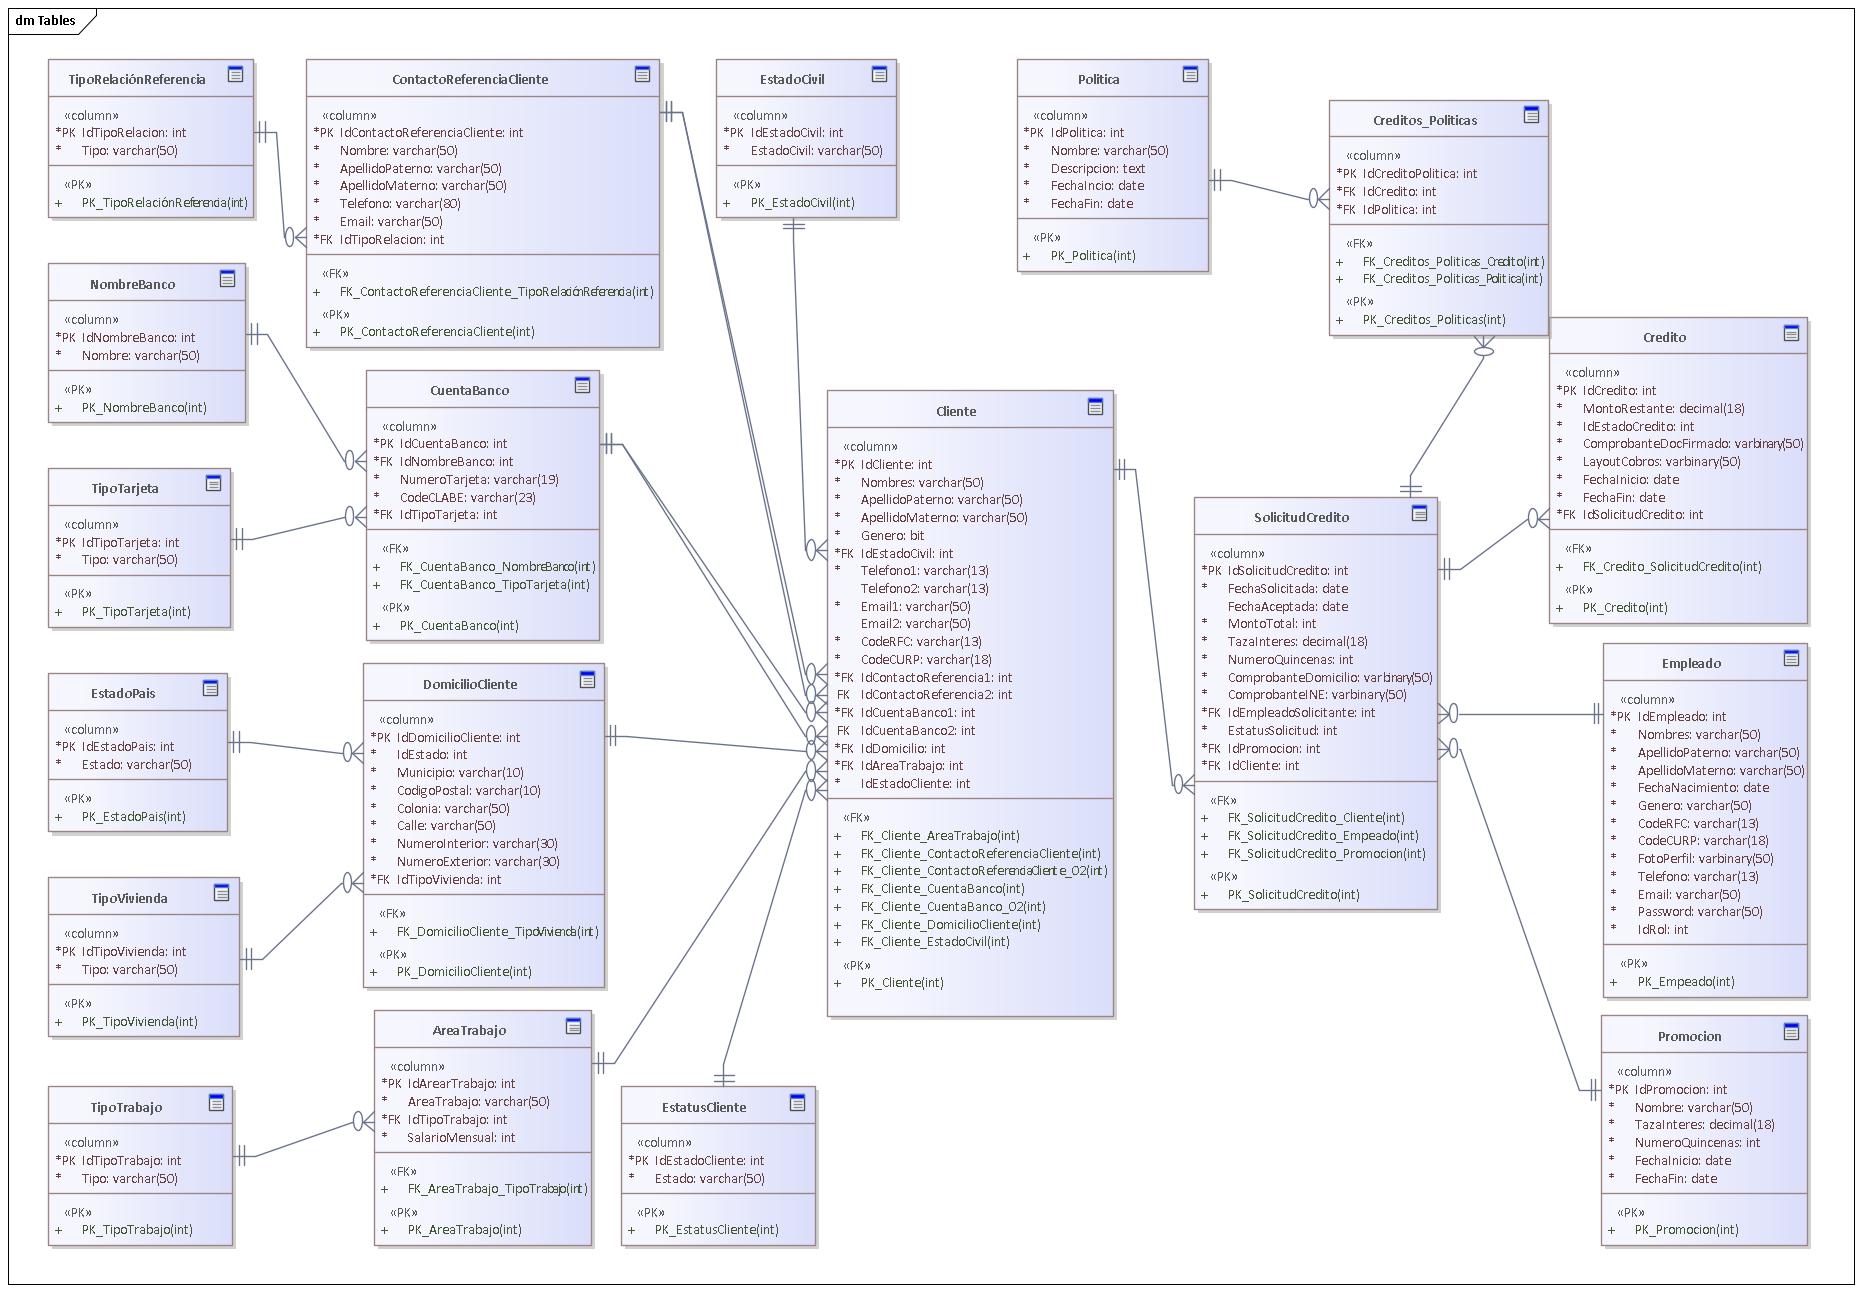 dm Tables
TipoRelaciónReferencia
«column»
*PK IdTipoRelacion: int
* Tipo: varchar(50)
«PK»
+ PK_TipoRelaciónReferencia(int)
ContactoReferenciaCliente
«column»
*PK IdContactoReferenciaCliente: int
* Nombre: varchar(50)
* ApellidoPaterno: varchar(50)
* ApellidoMaterno: varchar(50)
* Telefono: varchar(80)
* Email: varchar(50)
*FK IdTipoRelacion: int
«FK»
+ FK_ContactoReferenciaCliente_TipoRelaciónReferencia(int)
«PK»
+ PK_ContactoReferenciaCliente(int)
EstadoCivil
«column»
*PK IdEstadoCivil: int
* EstadoCivil: varchar(50)
«PK»
+ PK_EstadoCivil(int)
Politica
«column»
*PK IdPolitica: int
* Nombre: varchar(50)
* Descripcion: text
* FechaIncio: date
* FechaFin: date
«PK»
+ PK_Politica(int)
Creditos_Politicas
«column»
*PK IdCreditoPolitica: int
*FK IdCredito: int
*FK IdPolitica: int
«FK»
+ FK_Creditos_Politicas_Credito(int)
+ FK_Creditos_Politicas_Politica(int)
«PK»
+ PK_Creditos_Politicas(int)
NombreBanco
«column»
*PK IdNombreBanco: int
* Nombre: varchar(50)
«PK»
+ PK_NombreBanco(int)
CuentaBanco
«column»
*PK IdCuentaBanco: int
*FK IdNombreBanco: int
* NumeroTarjeta: varchar(19)
* CodeCLABE: varchar(23)
*FK IdTipoTarjeta: int
«FK»
+ FK_CuentaBanco_NombreBanco(int)
+ FK_CuentaBanco_TipoTarjeta(int)
«PK»
+ PK_CuentaBanco(int)
Cliente
«column»
*PK IdCliente: int
* Nombres: varchar(50)
* ApellidoPaterno: varchar(50)
* ApellidoMaterno: varchar(50)
* Genero: bit
*FK IdEstadoCivil: int
* Telefono1: varchar(13)
Telefono2: varchar(13)
* Email1: varchar(50)
Email2: varchar(50)
* CodeRFC: varchar(13)
* CodeCURP: varchar(18)
*FK IdContactoReferencia1: int
FK IdContactoReferencia2: int
*FK IdCuentaBanco1: int
FK IdCuentaBanco2: int
*FK IdDomicilio: int
*FK IdAreaTrabajo: int
* IdEstadoCliente: int
«FK»
+ FK_Cliente_AreaTrabajo(int)
+ FK_Cliente_ContactoReferenciaCliente(int)
+ FK_Cliente_ContactoReferenciaCliente_02(int)
+ FK_Cliente_CuentaBanco(int)
+ FK_Cliente_CuentaBanco_02(int)
+ FK_Cliente_DomicilioCliente(int)
+ FK_Cliente_EstadoCivil(int)
«PK»
+ PK_Cliente(int)
Credito
«column»
*PK IdCredito: int
* MontoRestante: decimal(18)
* IdEstadoCredito: int
* ComprobanteDocFirmado: varbinary(50)
* LayoutCobros: varbinary(50)
* FechaInicio: date
* FechaFin: date
*FK IdSolicitudCredito: int
«FK»
+ FK_Credito_SolicitudCredito(int)
«PK»
+ PK_Credito(int)
TipoTarjeta
«column»
*PK IdTipoTarjeta: int
* Tipo: varchar(50)
«PK»
+ PK_TipoTarjeta(int)
SolicitudCredito
«column»
*PK IdSolicitudCredito: int
* FechaSolicitada: date
FechaAceptada: date
* MontoTotal: int
* TazaInteres: decimal(18)
* NumeroQuincenas: int
* ComprobanteDomicilio: varbinary(50)
* ComprobanteINE: varbinary(50)
*FK IdEmpleadoSolicitante: int
* EstatusSolicitud: int
*FK IdPromocion: int
*FK IdCliente: int
«FK»
+ FK_SolicitudCredito_Cliente(int)
+ FK_SolicitudCredito_Empeado(int)
+ FK_SolicitudCredito_Promocion(int)
«PK»
+ PK_SolicitudCredito(int)
EstadoPais
«column»
*PK IdEstadoPais: int
* Estado: varchar(50)
«PK»
+ PK_EstadoPais(int)
DomicilioCliente
«column»
*PK IdDomicilioCliente: int
* IdEstado: int
* Municipio: varchar(10)
* CodigoPostal: varchar(10)
* Colonia: varchar(50)
* Calle: varchar(50)
* NumeroInterior: varchar(30)
* NumeroExterior: varchar(30)
*FK IdTipoVivienda: int
«FK»
+ FK_DomicilioCliente_TipoVivienda(int)
«PK»
+ PK_DomicilioCliente(int)
Empleado
«column»
*PK IdEmpleado: int
* Nombres: varchar(50)
* ApellidoPaterno: varchar(50)
* ApellidoMaterno: varchar(50)
* FechaNacimiento: date
* Genero: varchar(50)
* CodeRFC: varchar(13)
* CodeCURP: varchar(18)
* FotoPerfil: varbinary(50)
* Telefono: varchar(13)
* Email: varchar(50)
* Password: varchar(50)
* IdRol: int
«PK»
+ PK_Empeado(int)
TipoVivienda
«column»
*PK IdTipoVivienda: int
* Tipo: varchar(50)
«PK»
+ PK_TipoVivienda(int)
AreaTrabajo
«column»
*PK IdArearTrabajo: int
* AreaTrabajo: varchar(50)
*FK IdTipoTrabajo: int
* SalarioMensual: int
«FK»
+ FK_AreaTrabajo_TipoTrabajo(int)
«PK»
+ PK_AreaTrabajo(int)
TipoTrabajo
«column»
*PK IdTipoTrabajo: int
* Tipo: varchar(50)
«PK»
+ PK_TipoTrabajo(int)
EstatusCliente
«column»
*PK IdEstadoCliente: int
* Estado: varchar(50)
«PK»
+ PK_EstatusCliente(int)
Promocion
«column»
*PK IdPromocion: int
* Nombre: varchar(50)
* TazaInteres: decimal(18)
* NumeroQuincenas: int
* FechaInicio: date
* FechaFin: date
«PK»
+ PK_Promocion(int)